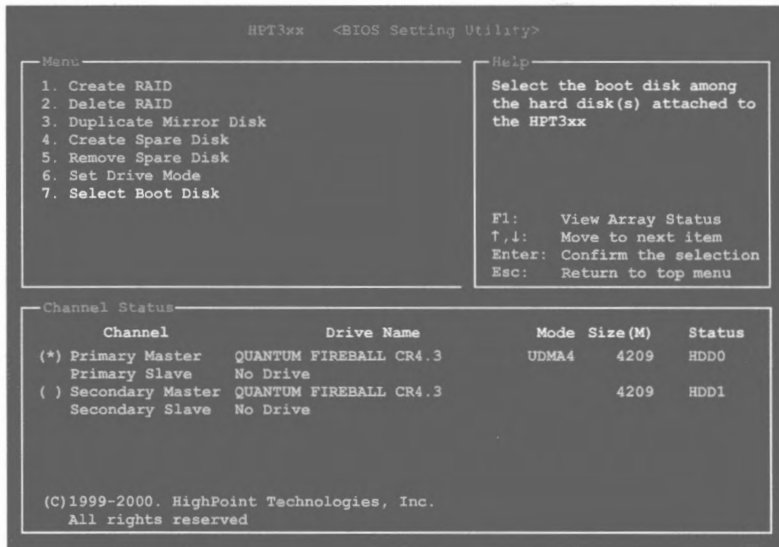 HPT3xx <BIOS Setting Utility>
Menu
1. Create RAID
2. Delete RAID
3. Duplicate Mirror Disk
4. Create Spare Disk
5. Remove Spare Disk
6. Set Drive Mode
7. Select Boot Disk
Help
Select the boot disk among
the hard disk(s) attached to
the HPT3xx
F1: View Array Status
↑,↓: Move to next item
Enter: Confirm the selection
Esc: Return to top menu
Channel Status
Channel Drive Name Mode Size(M) Status
(*) Primary Master QUANTUM FIREBALL CR4.3 UDMA4 4209 HDD0
Primary Slave No Drive
( ) Secondary Master QUANTUM FIREBALL CR4.3 4209 HDD1
Secondary Slave No Drive
(C)1999-2000. HighPoint Technologies, Inc.
All rights reserved